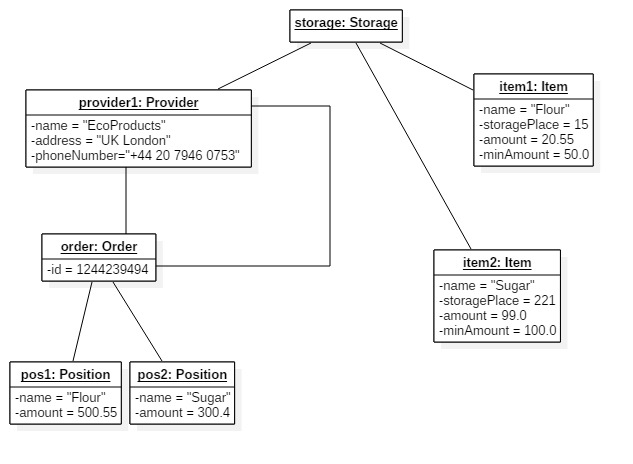 storage: Storage
provider1: Provider
-name = "EcoProducts"
-address = "UK London"
-phoneNumber="+44 20 7946 0753"
item1: Item
-name = "Flour"
-storagePlace = 15
-amount = 20.55
-minAmount = 50.0
order: Order
-id = 1244239494
item2: Item
-name = "Sugar"
-storagePlace = 221
-amount = 99.0
-minAmount = 100.0
pos1: Position
-name = "Flour"
-amount = 500.55
pos2: Position
-name = "Sugar"
-amount = 300.4